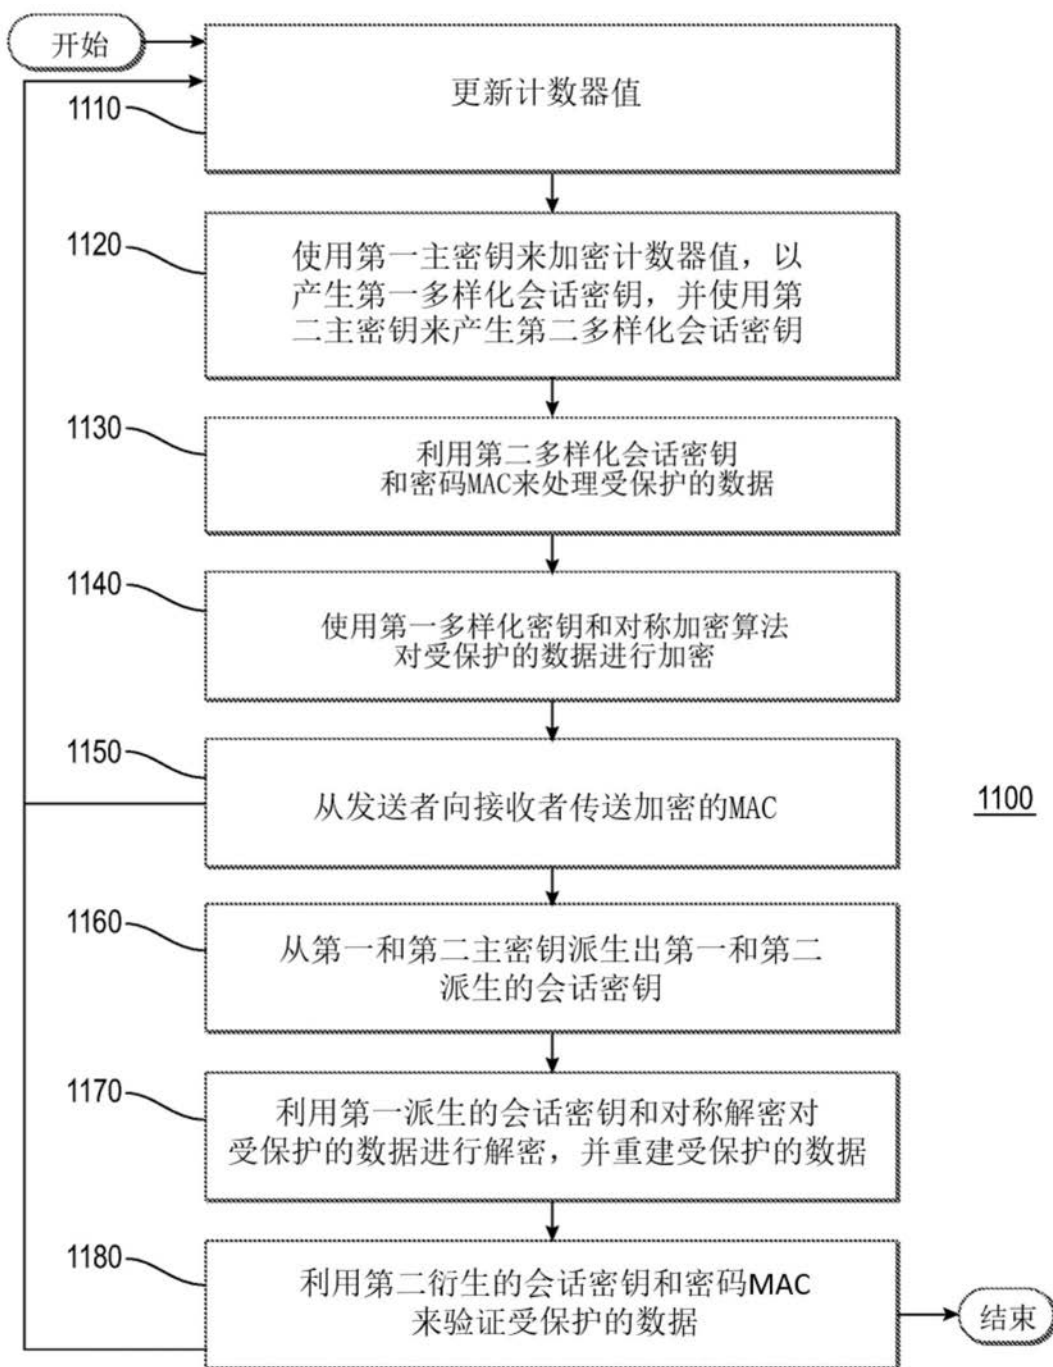 开始
更新计数器值
1110
1120
使用第一主密钥来加密计数器值，以
产生第一多样化会话密钥，并使用第
二主密钥来产生第二多样化会话密钥
1130
利用第二多样化会话密钥
和密码MAC来处理受保护的数据
1140
使用第一多样化密钥和对称加密算法
对受保护的数据进行加密
1150
从发送者向接收者传送加密的MAC
1100
1160
从第一和第二主密钥派生出第一和第二
派生的会话密钥
1170
利用第一派生的会话密钥和对称解密对
受保护的数据进行解密，并重建受保护的数据
1180
利用第二衍生的会话密钥和密码MAC
来验证受保护的数据
结束